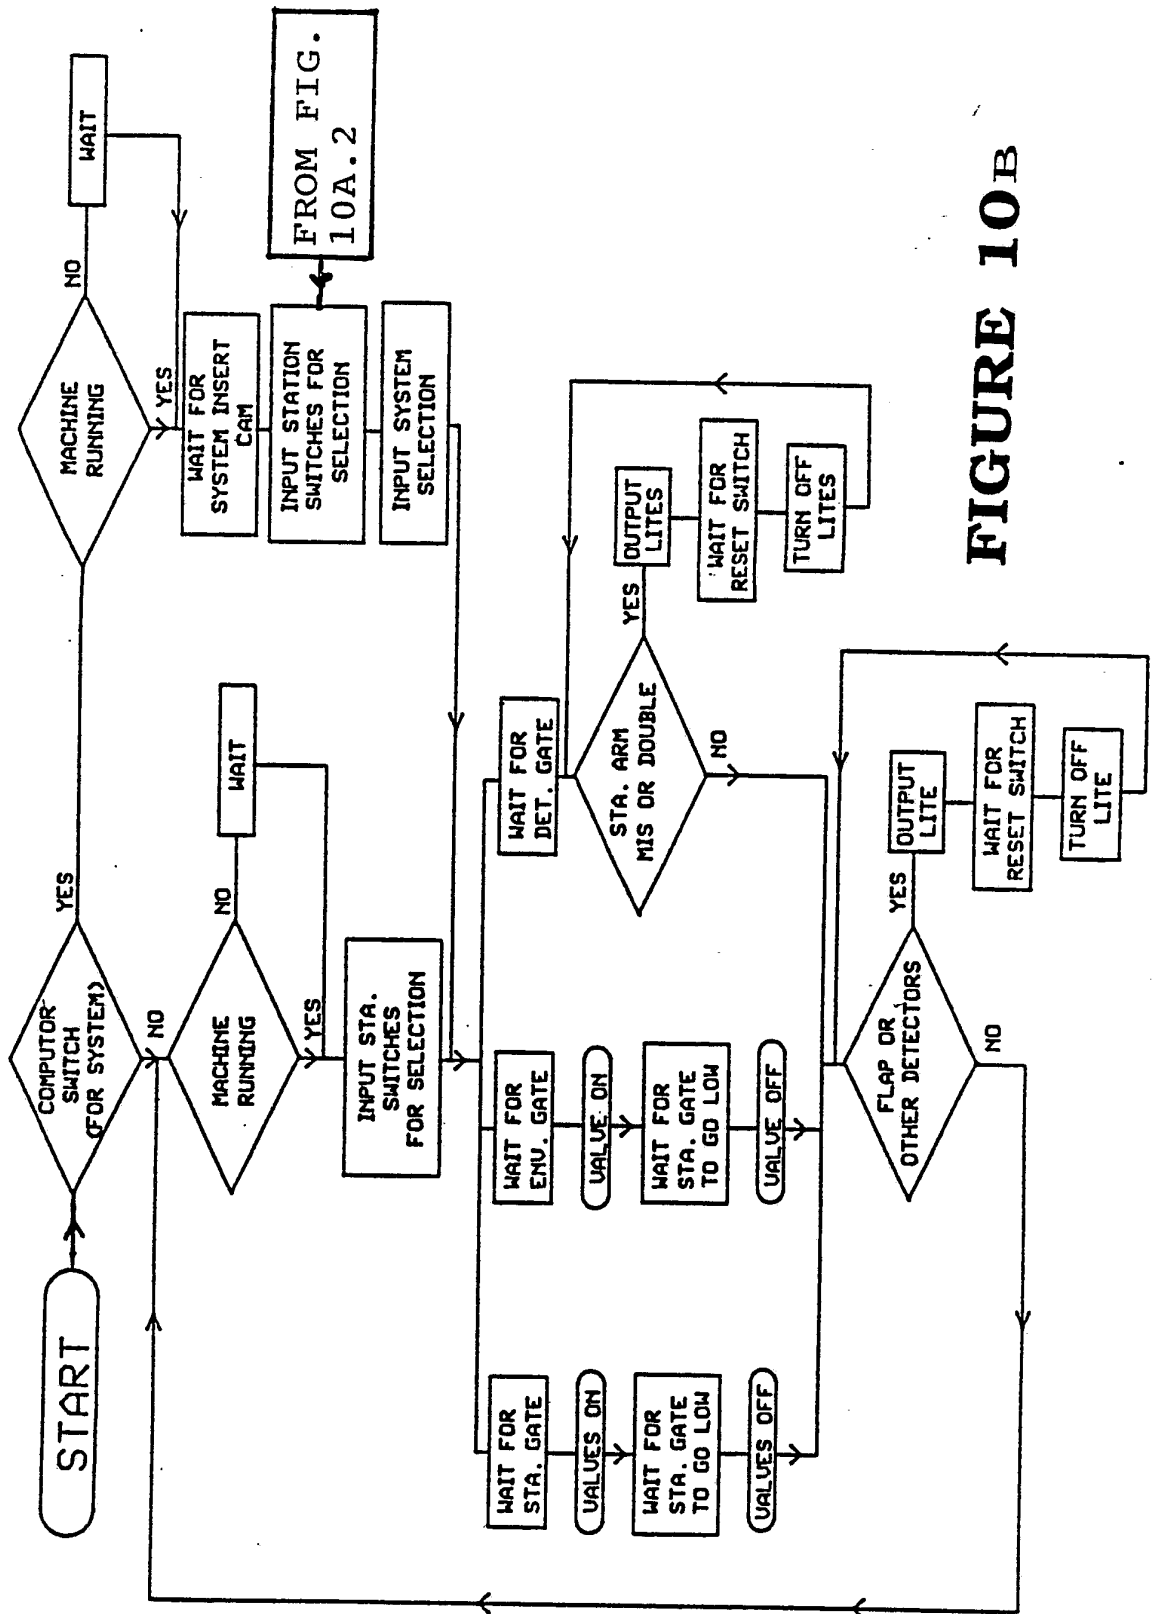 START
COMPUTOR
SWITCH
(FOR SYSTEM)
YES
NO
MACHINE
RUNNING
NO
WAIT
YES
WAIT FOR
SYSTEM INSERT
CAM
INPUT STATION
SWITCHES FOR
SELECTION
FROM FIG.
10A.2
INPUT SYSTEM
SELECTION
MACHINE
RUNNING
NO
WAIT
YES
INPUT STA.
SWITCHES
FOR SELECTION
WAIT FOR
STA. GATE
VALVES ON
WAIT FOR
STA. GATE
TO GO LOW
VALVES OFF
WAIT FOR
ENV. GATE
VALVE ON
WAIT FOR
STA. GATE
TO GO LOW
VALVE OFF
WAIT FOR
DET. GATE
STA. ARM
MIS OR DOUBLE
YES
OUTPUT
LITES
WAIT FOR
RESET SWITCH
TURN OFF
LITES
NO
FLAP OR
OTHER DETECTORS
YES
OUTPUT
LITE
WAIT FOR
RESET SWITCH
TURN OFF
LITE
NO
FIGURE 10B